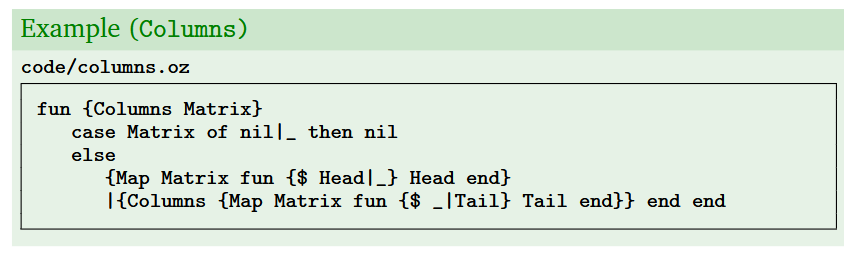 Example (Columns)
code/columns.oz
fun {Columns Matrix}
   case Matrix of nil|_ then nil
   else
      {Map Matrix fun {$ Head|_} Head end}
      |{Columns {Map Matrix fun {$ _|Tail} Tail end}} end end